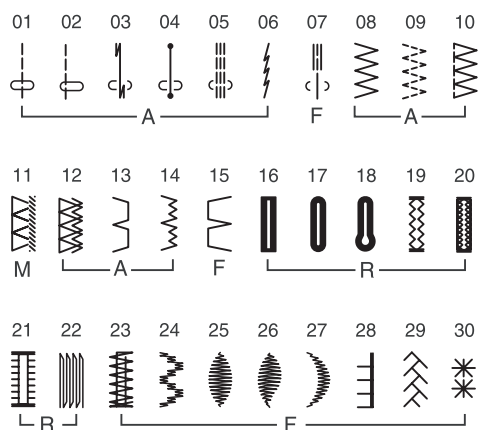 01 02 03 04 05 06 07 08 09 10
A F A
11 12 13 14 15 16 17 18 19 20
M A F R
21 22 23 24 25 26 27 28 29 30
R F